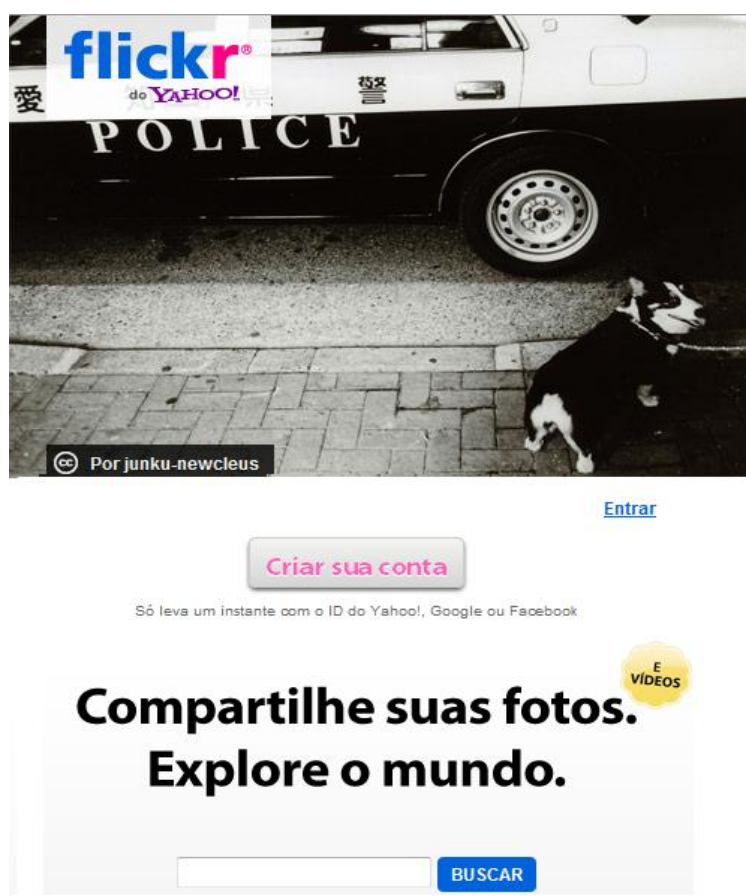 flickr®
do YAHOO!
愛 県 警
POLICE
Por junku-newcleus
Entrar
Criar sua conta
Só leva um instante com o ID do Yahoo!, Google ou Facebook
E
VÍDEOS
Compartilhe suas fotos.
Explore o mundo.
BUSCAR